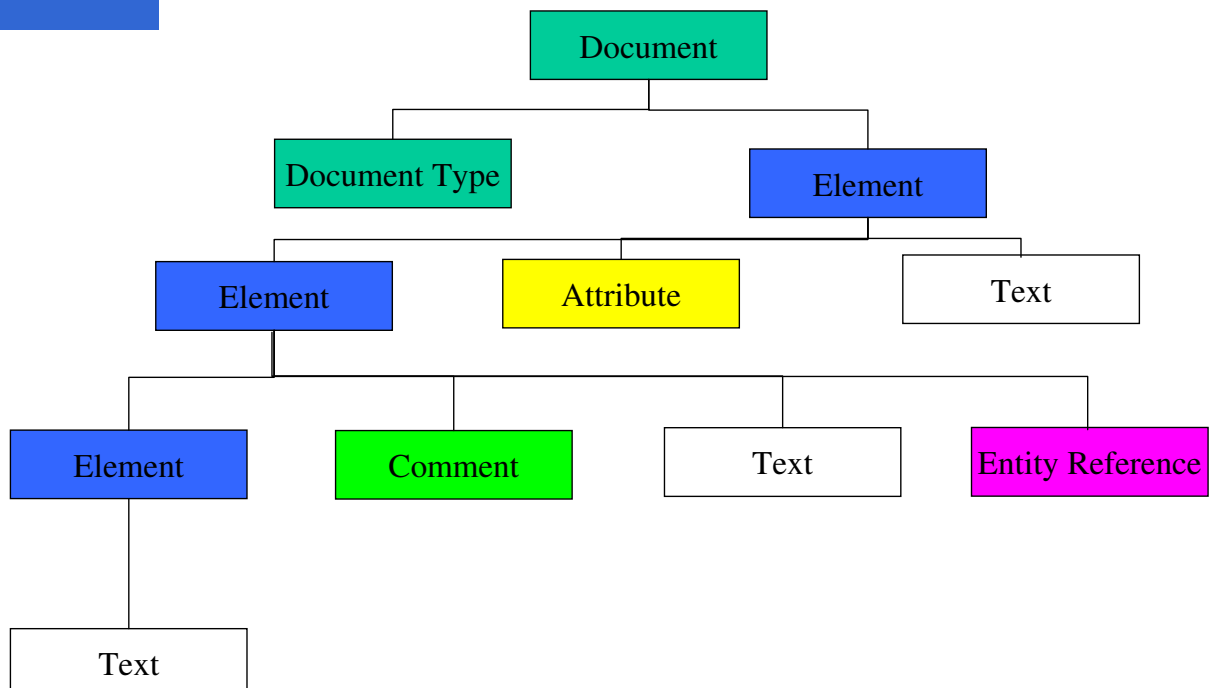 Document
Document Type
Element
Element
Attribute
Text
Element
Comment
Text
Entity Reference
Text